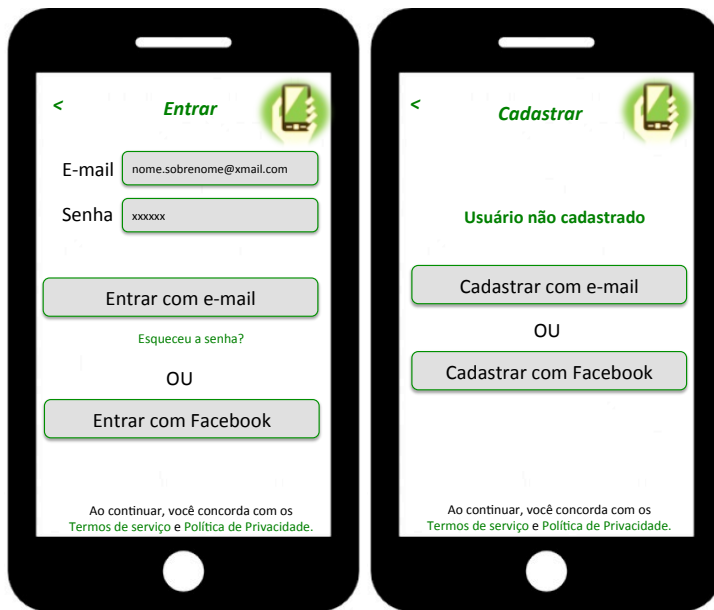 <
Entrar
E-mail
nome.sobrenome@xmail.com
Senha
xxxxxx
Entrar com e-mail
Esqueceu a senha?
OU
Entrar com Facebook
Ao continuar, você concorda com os
Termos de serviço e Política de Privacidade.
<
Cadastrar
Usuário não cadastrado
Cadastrar com e-mail
OU
Cadastrar com Facebook
Ao continuar, você concorda com os
Termos de serviço e Política de Privacidade.